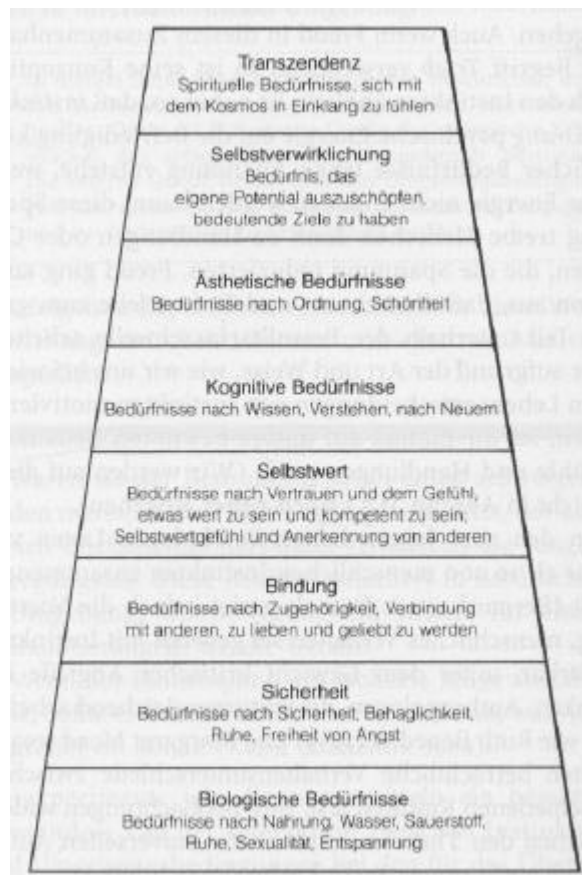 Transzendenz
Spirituelle Bedürfnisse, sich mit
dem Kosmos in Einklang zu fühlen
Selbstverwirklichung
Bedürfnis, das
eigene Potential auszuschöpfen,
bedeutende Ziele zu haben
Ästhetische Bedürfnisse
Bedürfnisse nach Ordnung, Schönheit
Kognitive Bedürfnisse
Bedürfnisse nach Wissen, Verstehen, nach Neuem
Selbstwert
Bedürfnisse nach Vertrauen und dem Gefühl,
etwas wert zu sein und kompetent zu sein;
Selbstwertgefühl und Anerkennung von anderen
Bindung
Bedürfnisse nach Zugehörigkeit, Verbindung
mit anderen, zu lieben und geliebt zu werden
Sicherheit
Bedürfnisse nach Sicherheit, Behaglichkeit,
Ruhe, Freiheit von Angst
Biologische Bedürfnisse
Bedürfnisse nach Nahrung, Wasser, Sauerstoff,
Ruhe, Sexualität, Entspannung